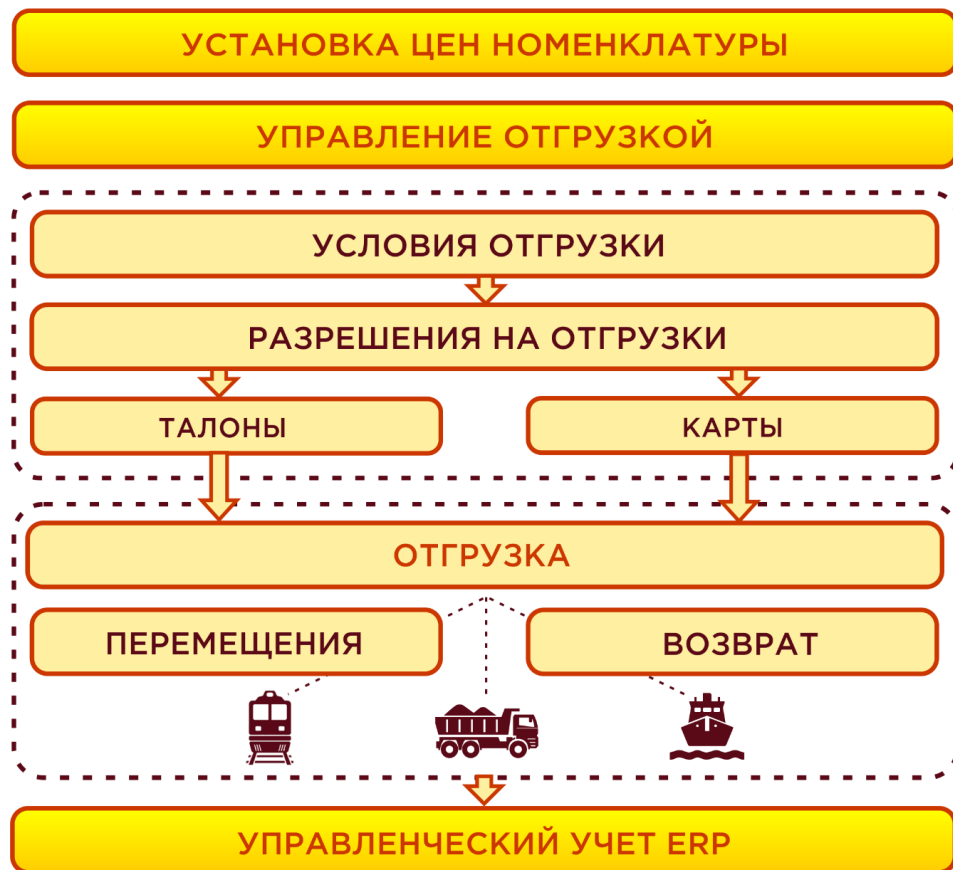 УСТАНОВКА ЦЕН НОМЕНКЛАТУРЫ
УПРАВЛЕНИЕ ОТГРУЗКОЙ
УСЛОВИЯ ОТГРУЗКИ
РАЗРЕШЕНИЯ НА ОТГРУЗКИ
ТАЛОНЫ
КАРТЫ
ОТГРУЗКА
ПЕРЕМЕЩЕНИЯ
ВОЗВРАТ
УПРАВЛЕНЧЕСКИЙ УЧЕТ ERP